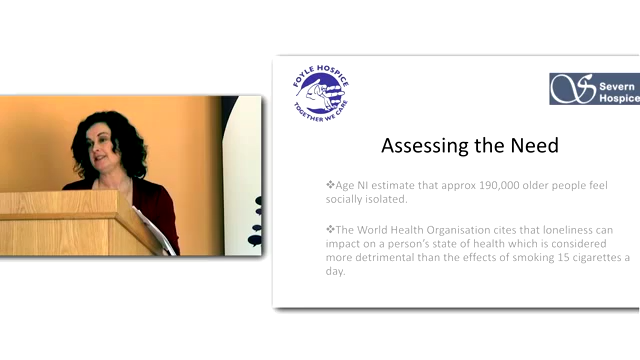 FOYLE HOSPICE
TOGETHER WE CARE
Severn
Hospice
Assessing the Need
❖Age NI estimate that approx 190,000 older people feel
socially isolated.
❖The World Health Organisation cites that loneliness can
impact on a person's state of health which is considered
more detrimental than the effects of smoking 15 cigarettes a
day.